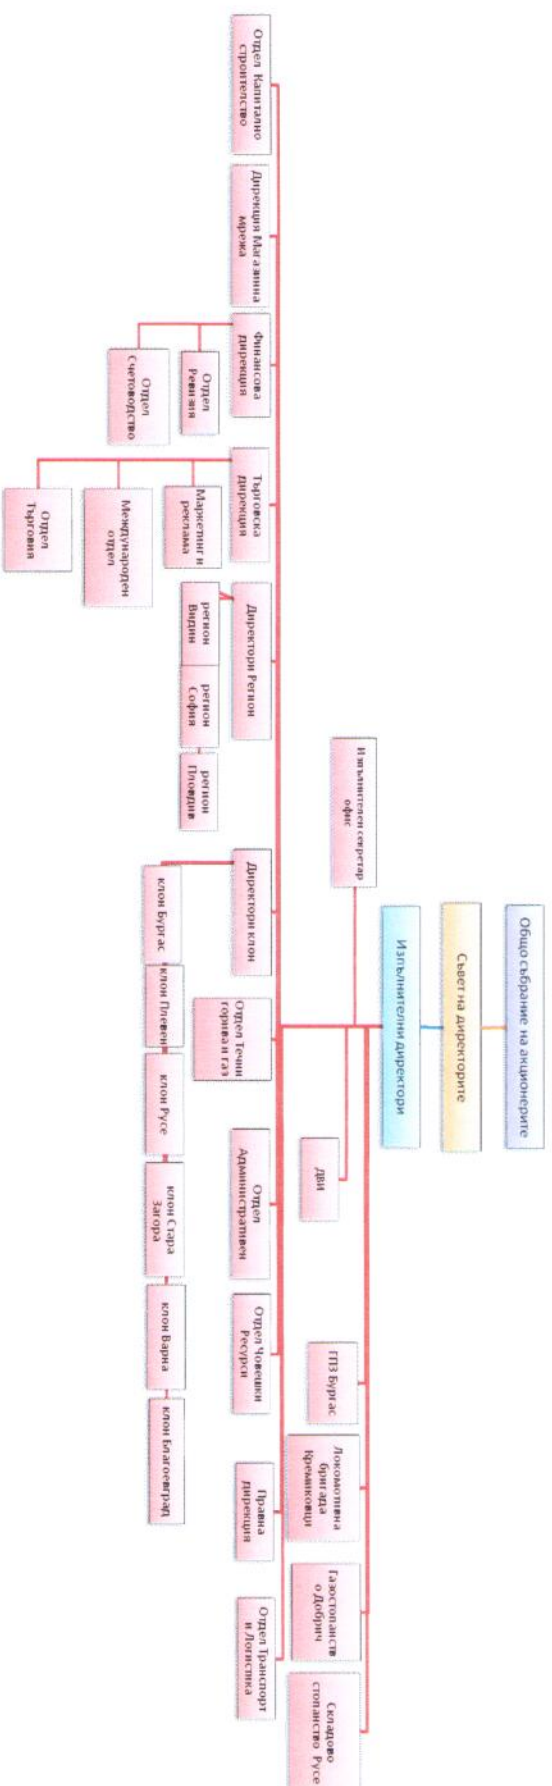 Общо събрание на акционерите
Съвет на директорите
Изпълнителни директори
Изпълнителен секретар
офис
ДВИ
ГПЗ Бургас
Локомотивна
бригада
Кремиковци
Газостопанств
о Добрич
Складово
стопанство Русе
Отдел Капитално
строителство
Дирекция Магазинна
мрежа
Финансова
дирекция
Търговска
дирекция
Директори Регион
Директори клон
Отдел Течни
горива и газ
Отдел
Административен
Отдел Човешки
Ресурси
Правна
дирекция
Отдел Транспорт
и Логистика
Отдел
Ревизия
Отдел
Счетоводство
Маркетинг и
реклама
Международен
отдел
Отдел
Търговия
регион
Видин
регион
София
регион
Пловдив
клон Бургас
клон Плевен
клон Русе
клон Стара
Загора
клон Варна
клон Благоевград